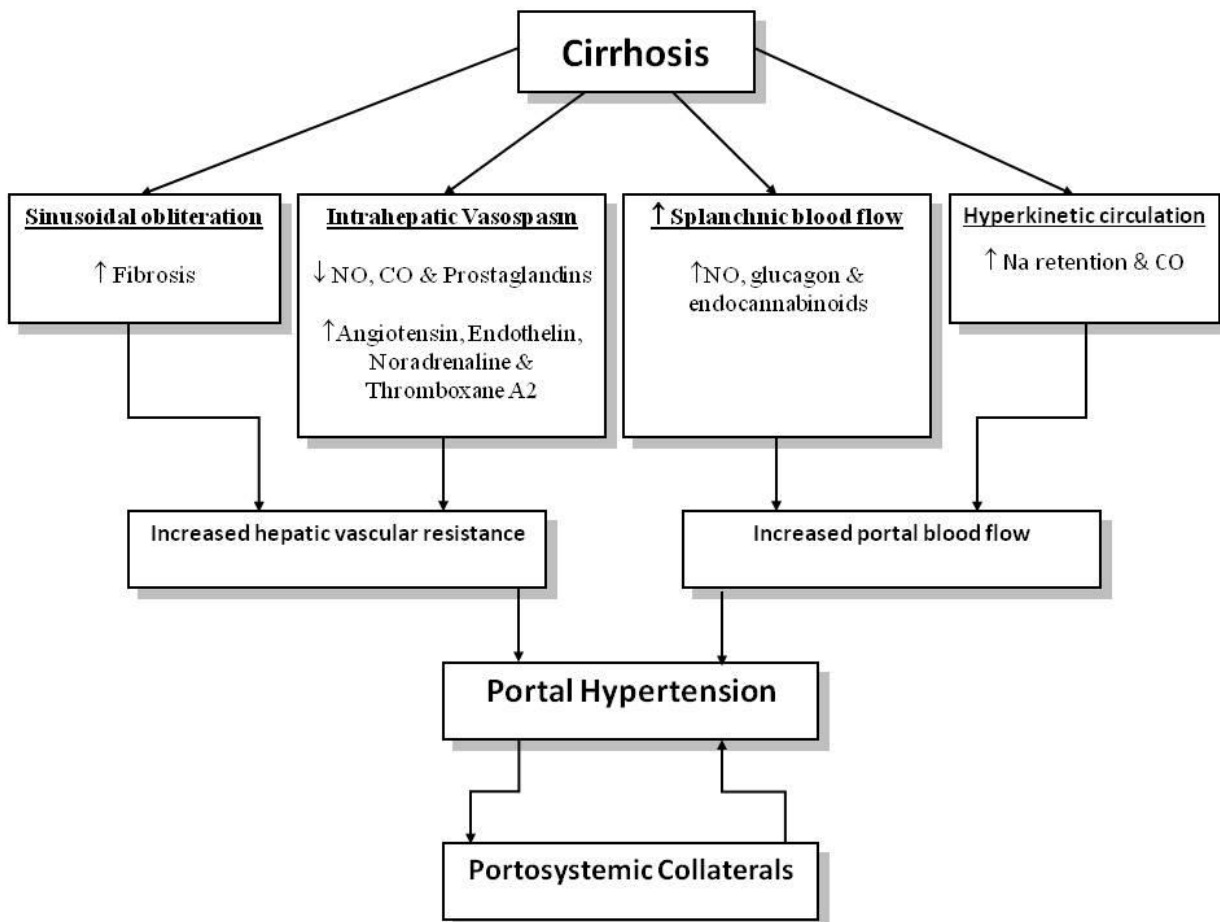 Cirrhosis
Sinusoidal obliteration
↑ Fibrosis
Intrahepatic Vasospasm
↓ NO, CO & Prostaglandins
↑Angiotensin, Endothelin,
Noradrenaline &
Thromboxane A2
↑ Splanchnic blood flow
↑NO, glucagon &
endocannabinoids
Hyperkinetic circulation
↑ Na retention & CO
Increased hepatic vascular resistance
Increased portal blood flow
Portal Hypertension
Portosystemic Collaterals